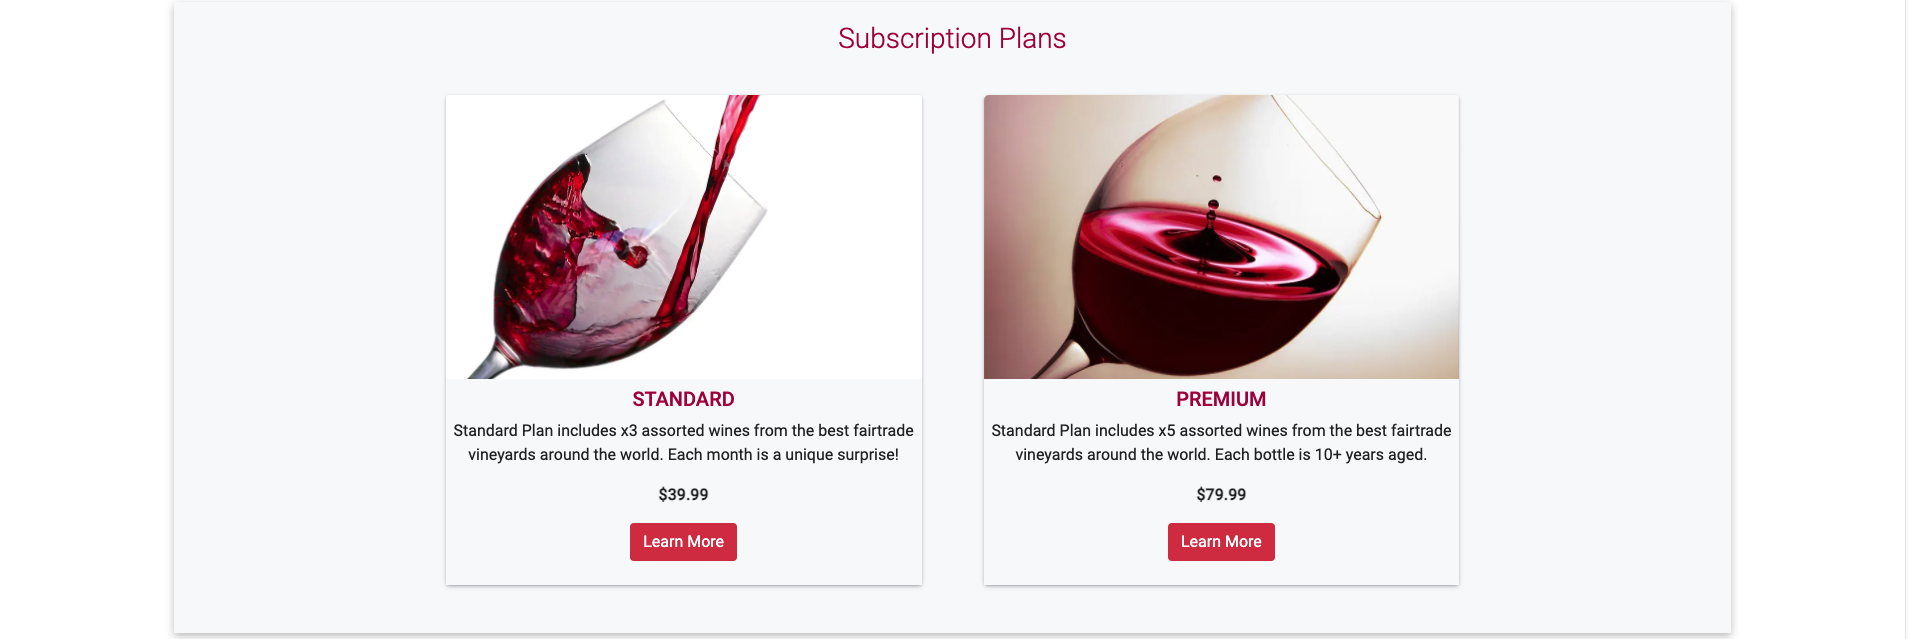 Subscription Plans
STANDARD
Standard Plan includes x3 assorted wines from the best fairtrade
vineyards around the world. Each month is a unique surprise!
$39.99
Learn More
PREMIUM
Standard Plan includes x5 assorted wines from the best fairtrade
vineyards around the world. Each bottle is 10+ years aged.
$79.99
Learn More